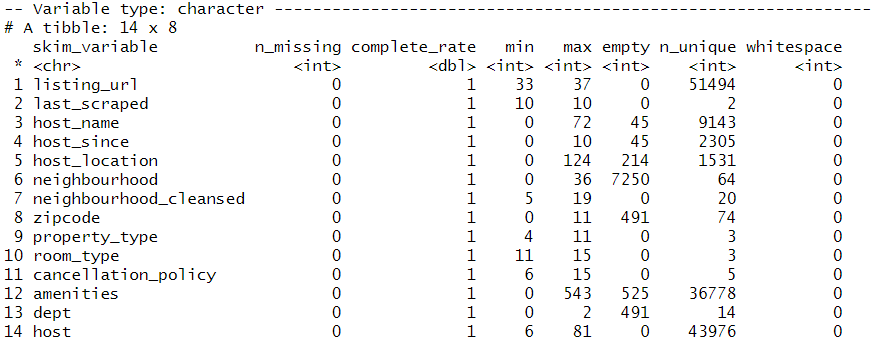 -- Variable type: character ------------------------------------------------------------
# A tibble: 14 x 8
   skim_variable          n_missing complete_rate   min   max empty n_unique whitespace
 * <chr>                      <int>         <dbl> <int> <int> <int>    <int>      <int>
 1 listing_url                    0             1    33    37     0    51494          0
 2 last_scraped                   0             1    10    10     0        2          0
 3 host_name                      0             1     0    72    45     9143          0
 4 host_since                     0             1     0    10    45     2305          0
 5 host_location                  0             1     0   124   214     1531          0
 6 neighbourhood                  0             1     0    36  7250       64          0
 7 neighbourhood_cleansed         0             1     5    19     0       20          0
 8 zipcode                        0             1     0    11   491       74          0
 9 property_type                  0             1     4    11     0        3          0
10 room_type                      0             1    11    15     0        3          0
11 cancellation_policy            0             1     6    15     0        5          0
12 amenities                      0             1     0   543   525    36778          0
13 dept                           0             1     0     2   491       14          0
14 host                           0             1     6    81     0    43976          0